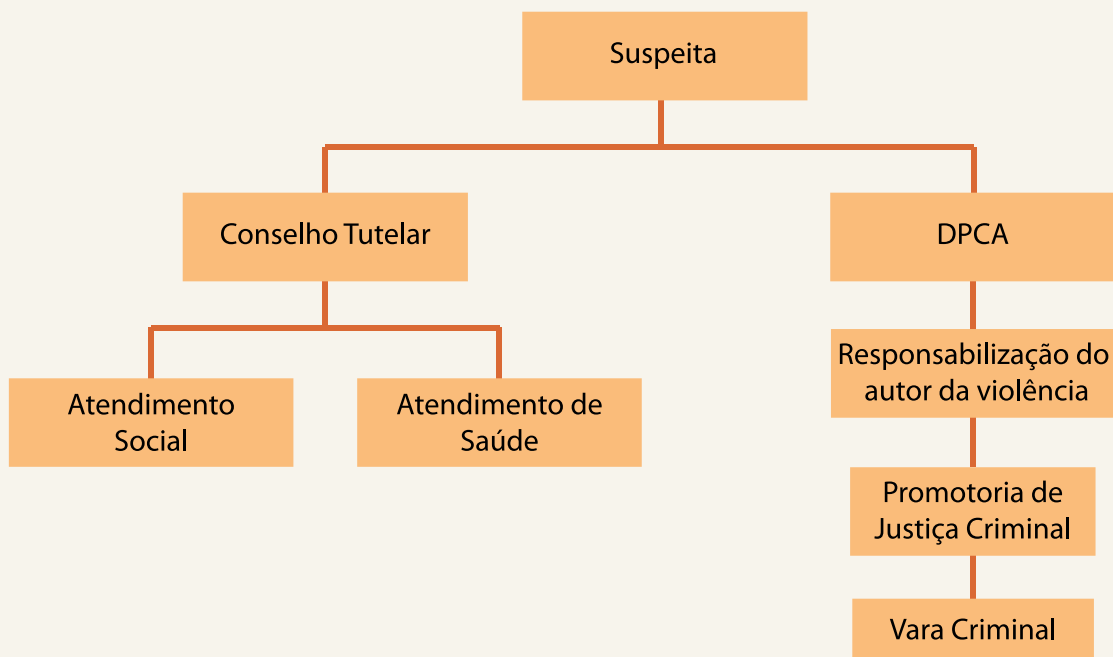 Suspeita
Conselho Tutelar
DPCA
Atendimento
Social
Atendimento de
Saúde
Responsabilização do
autor da violência
Promotoria de
Justiça Criminal
Vara Criminal